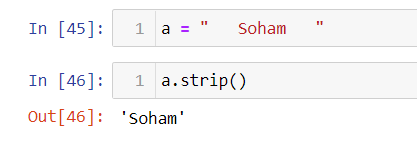 In [45]: 1 a = "   Soham   "
In [46]: 1 a.strip()
Out[46]: 'Soham'